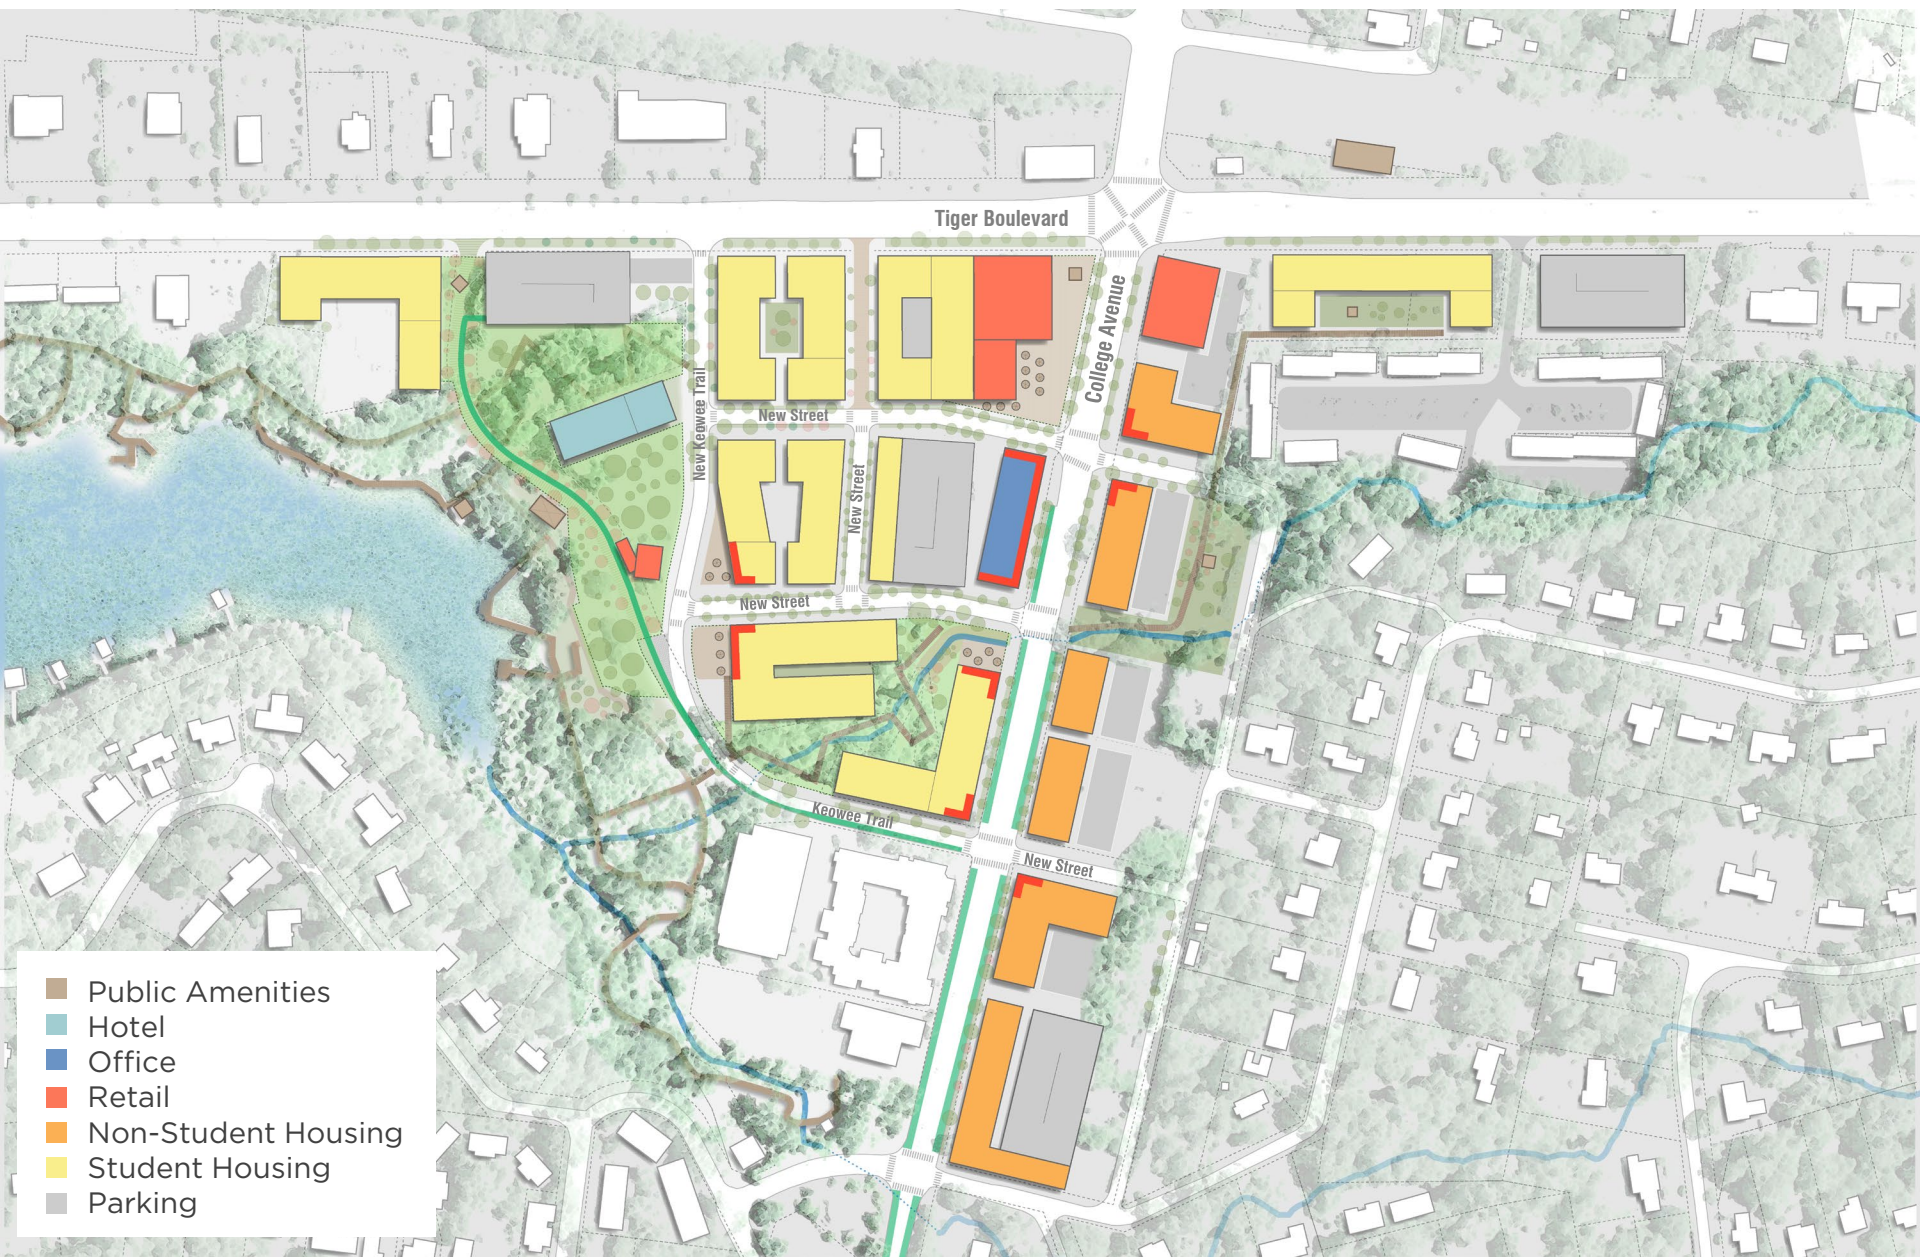 Tiger Boulevard
College Avenue
New Keowee Trail
New Street
New Street
New Street
Keowee Trail
New Street
Public Amenities
Hotel
Office
Retail
Non-Student Housing
Student Housing
Parking